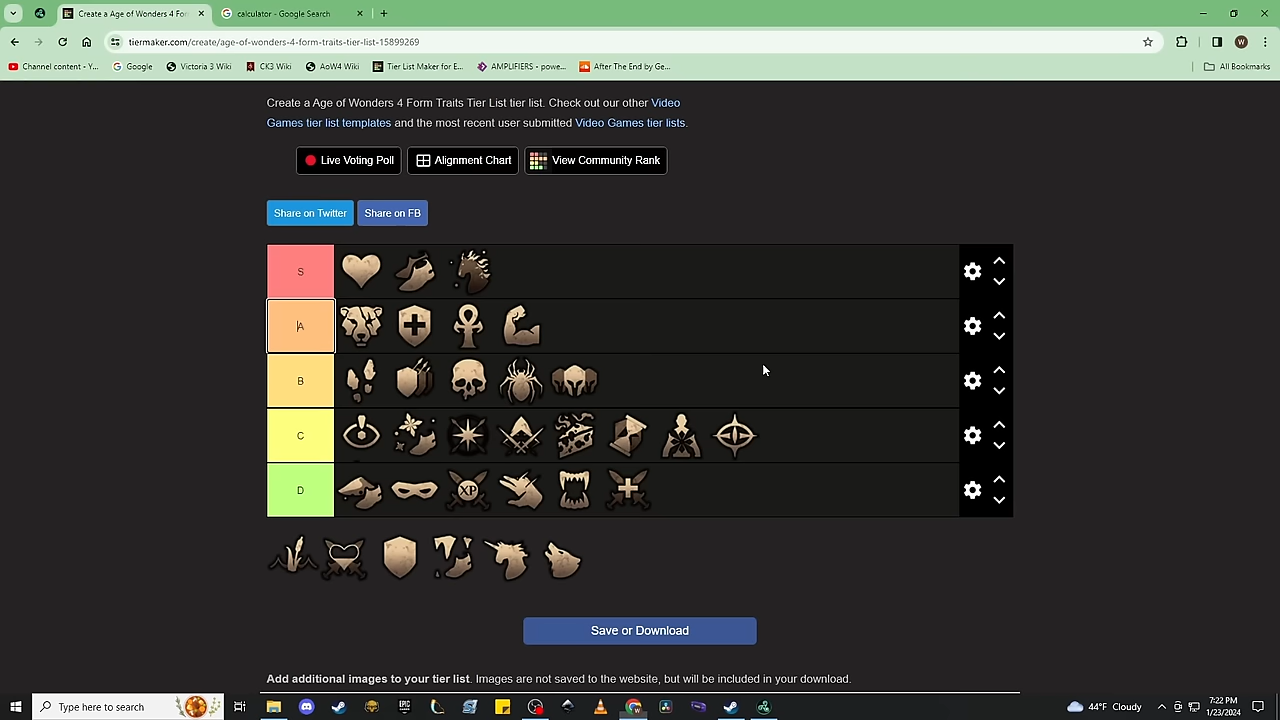 Create a Age of Wonders 4 For
calculator - Google Search
tiermaker.com/create/age-of-wonders-4-form-traits-tier-list-15899269
W
Channel content - Y...
Google
Victoria 3 Wiki
CK3 Wiki
AoW4 Wiki
Tier List Maker for E...
AMPLIFIERS - powe...
After The End by Ge...
All Bookmarks
Create a Age of Wonders 4 Form Traits Tier List tier list. Check out our other Video
Games tier list templates and the most recent user submitted Video Games tier lists.
Live Voting Poll
Alignment Chart
View Community Rank
Share on Twitter
Share on FB
S
A
B
C
D
XP
Save or Download
Add additional images to your tier list. Images are not saved to the website, but will be included in your download.
Type here to search
EPIC
44°F Cloudy
7:22 PM
1/23/2024